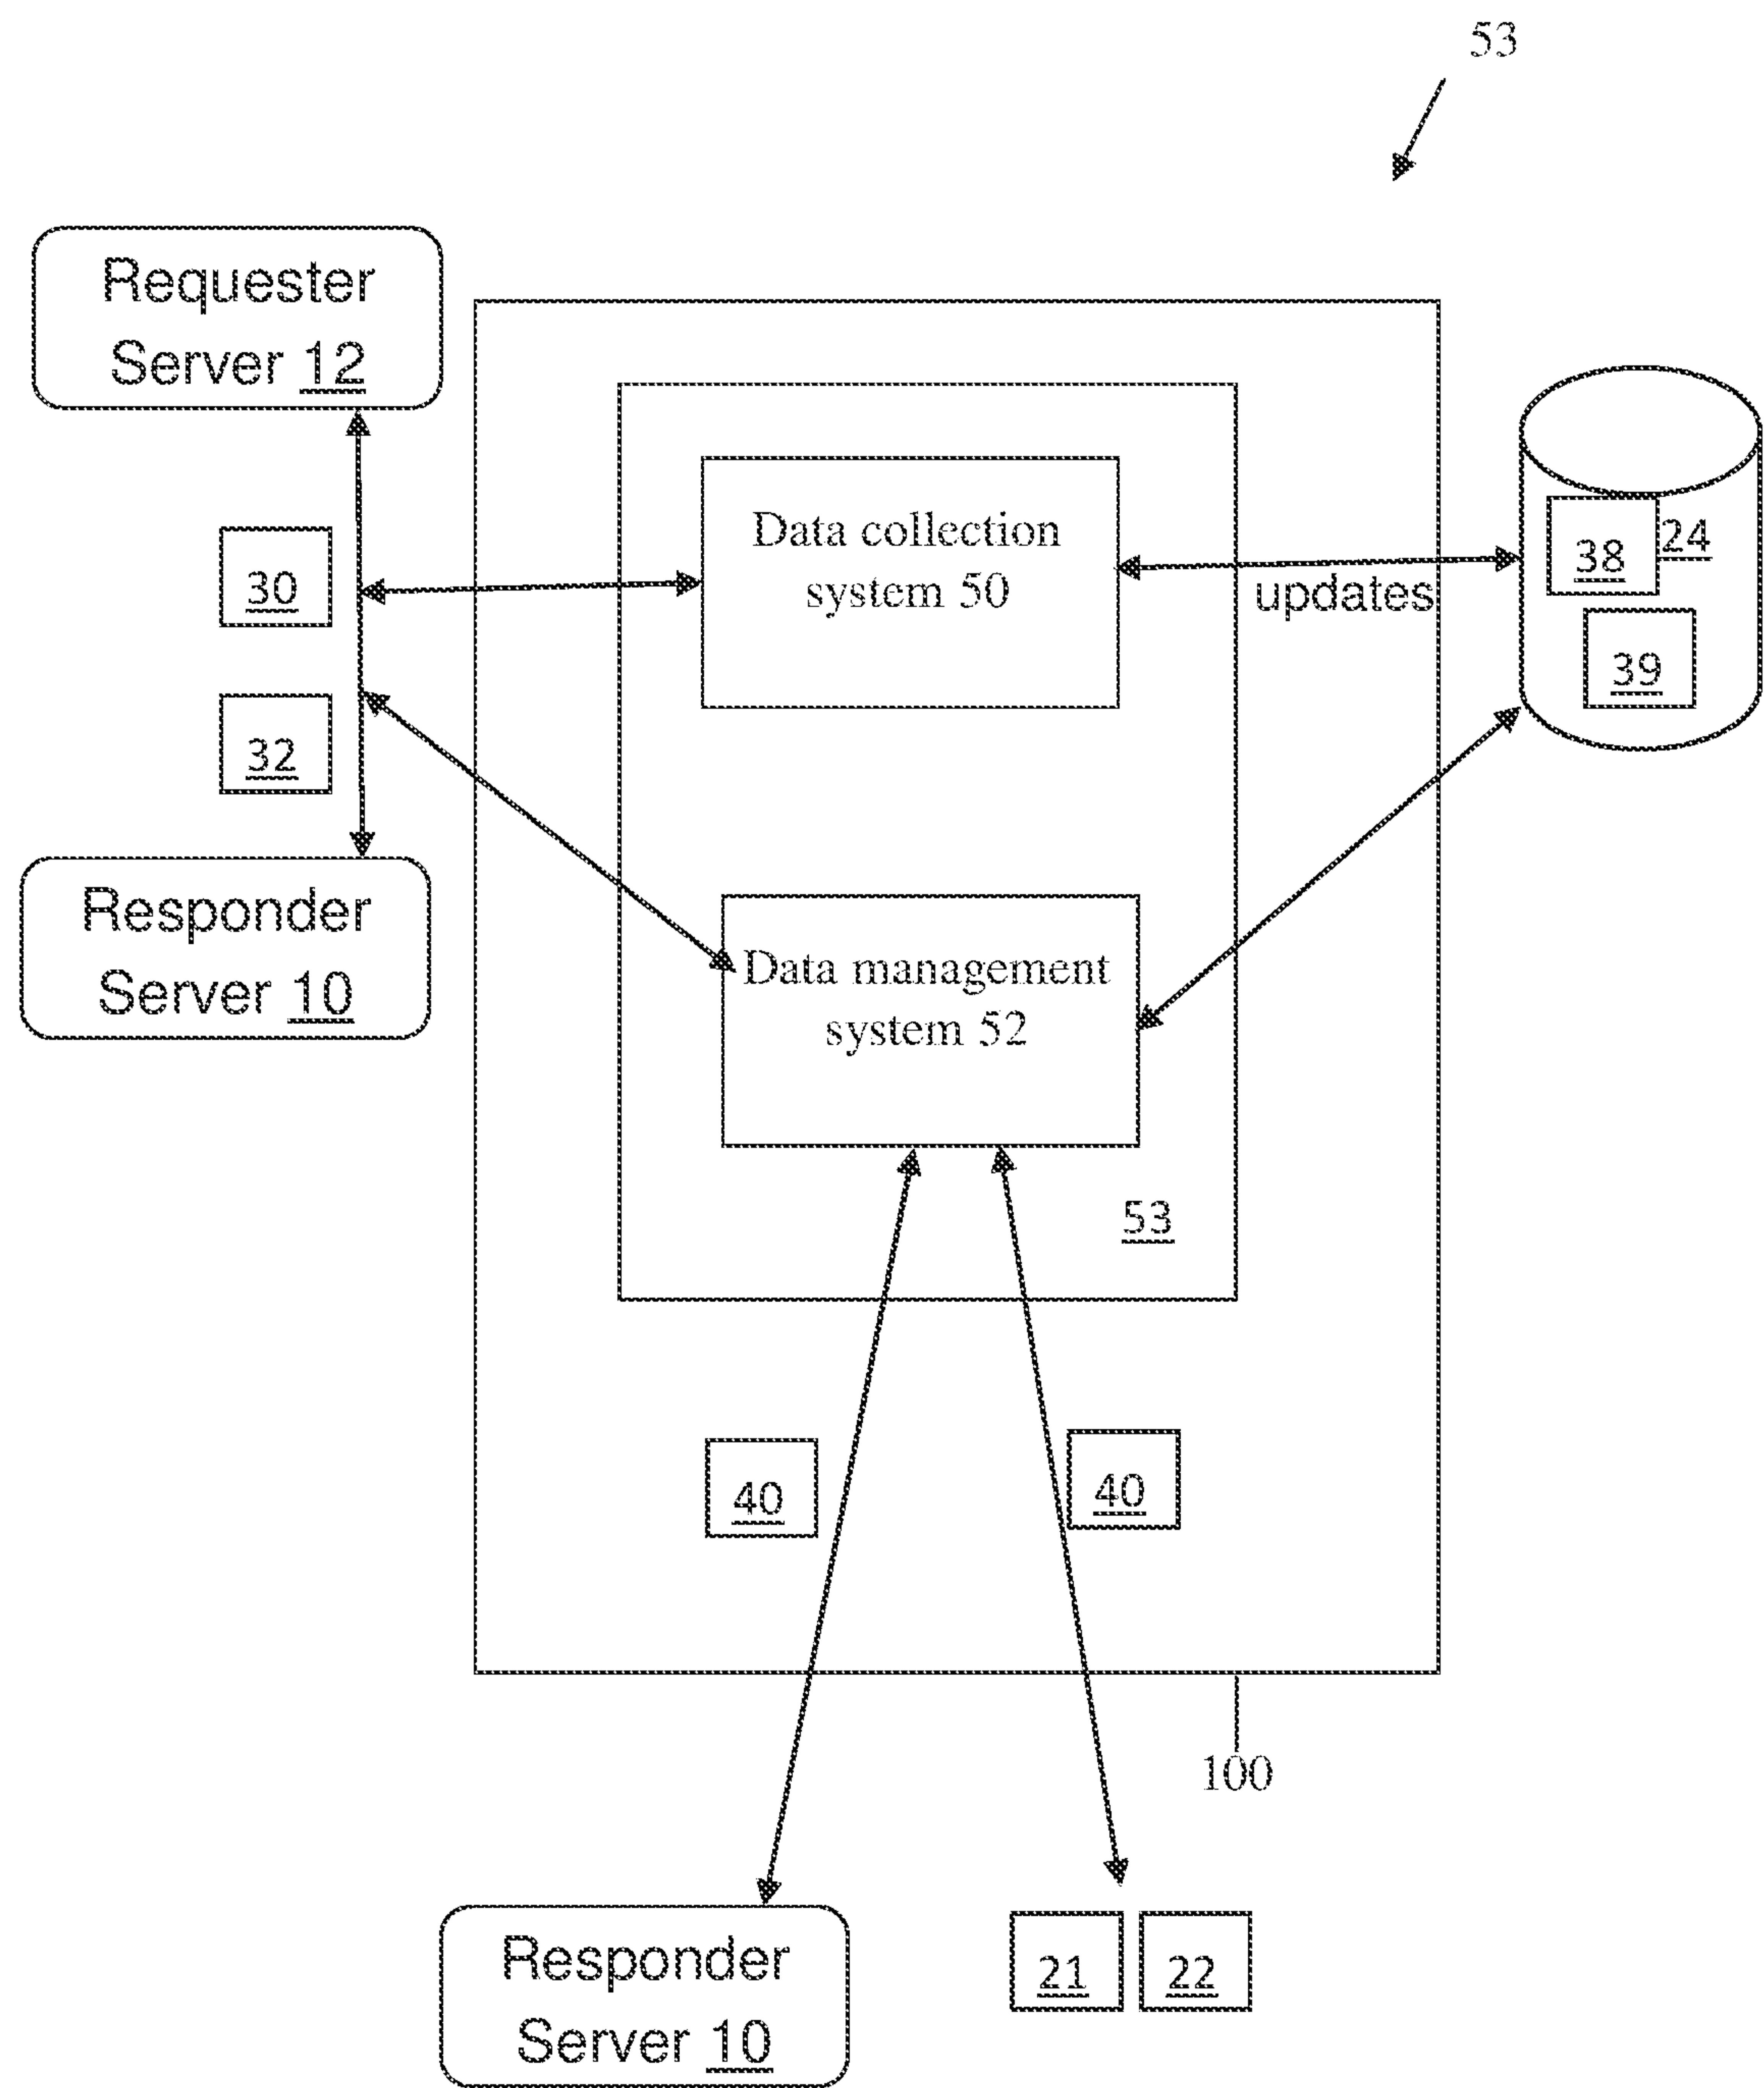 53
Requester
Server 12
Data collection
system 50
updates
38
24
39
30
32
Responder
Server 10
Data management
system 52
53
40
40
100
Responder
Server 10
21
22